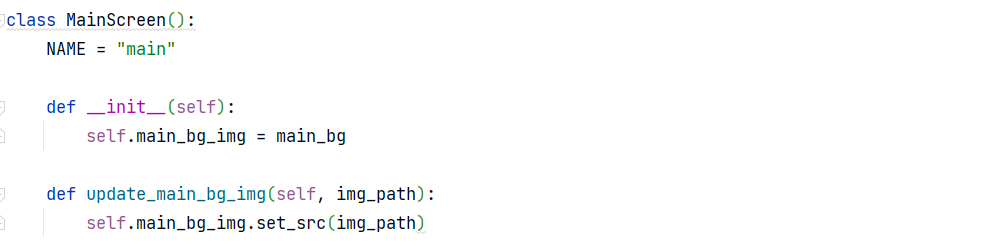 class MainScreen():
    NAME = "main"

    def __init__(self):
        self.main_bg_img = main_bg

    def update_main_bg_img(self, img_path):
        self.main_bg_img.set_src(img_path)